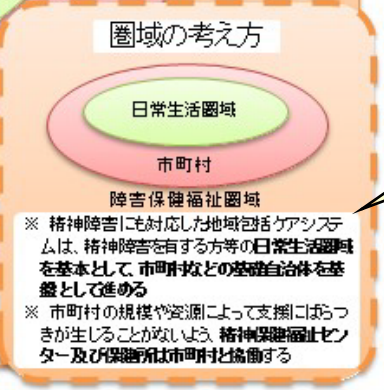 圏域の考え方
日常生活圏域
市町村
障害保健福祉圏域
※ 精神障害にも対応した地域包括ケアシステ
ムは、精神障害を有する方等の日常生活圏域
を基本として、市町村などの基礎自治体を基
盤として進める
※ 市町村の規模や資源によって支援にばらつ
きが生じることがないよう、精神保健福祉セン
ター及び保健所は市町村と協働する